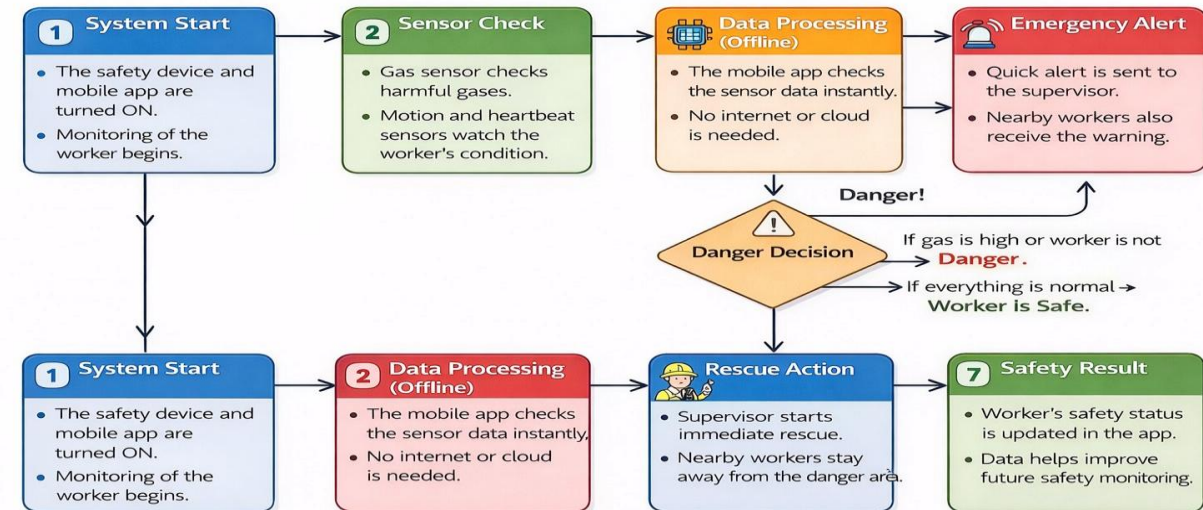 1 System Start
• The safety device and
mobile app are
turned ON.
• Monitoring of the
worker begins.
2 Sensor Check
• Gas sensor checks
harmful gases.
• Motion and heartbeat
sensors watch the
worker's condition.
Data Processing
(Offline)
• The mobile app checks
the sensor data instantly.
• No internet or cloud
is needed.
Emergency Alert
• Quick alert is sent to
the supervisor.
• Nearby workers also
receive the warning.
Danger!
!
Danger Decision
If gas is high or worker is not
Danger.
If everything is normal →
Worker is Safe.
1 System Start
• The safety device and
mobile app are
turned ON.
• Monitoring of the
worker begins.
2 Data Processing
(Offline)
• The mobile app checks
the sensor data instantly,
• No internet or cloud
is needed.
Rescue Action
• Supervisor starts
immediate rescue.
• Nearby workers stay
away from the danger area.
7 Safety Result
• Worker's safety status
is updated in the app.
• Data helps improve
future safety monitoring.